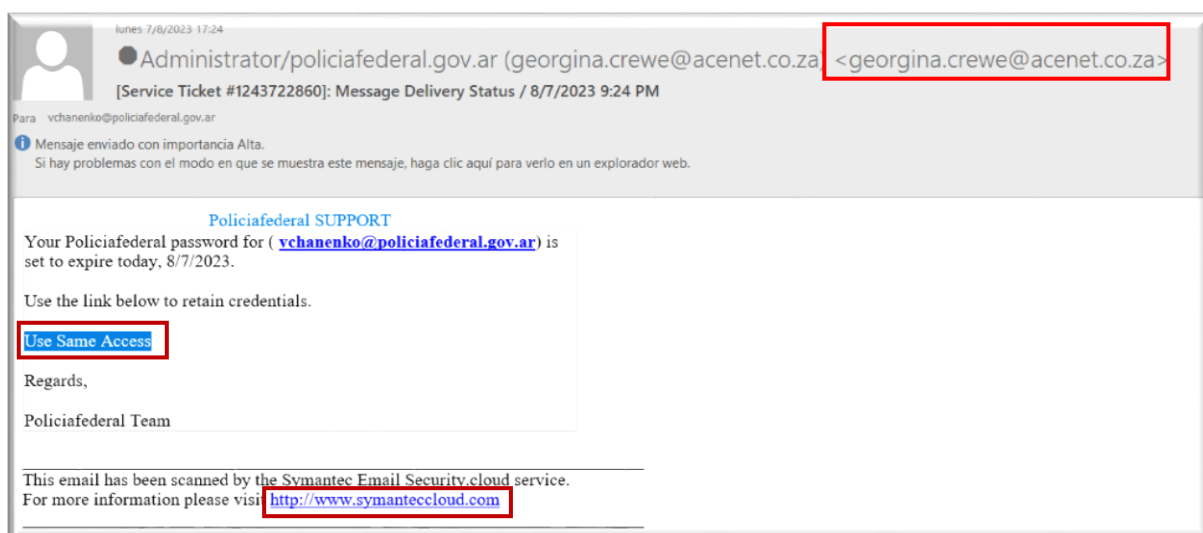 lunes 7/8/2023 17:24
Administrator/policiafederal.gov.ar (georgina.crewe@acenet.co.za) <georgina.crewe@acenet.co.za>
[Service Ticket #1243722860]: Message Delivery Status / 8/7/2023 9:24 PM
Para vchanenko@policiafederal.gov.ar
Mensaje enviado con importancia Alta.
Si hay problemas con el modo en que se muestra este mensaje, haga clic aquí para verlo en un explorador web.
Policiafederal SUPPORT
Your Policiafederal password for ( vchanenko@policiafederal.gov.ar) is
set to expire today, 8/7/2023.
Use the link below to retain credentials.
Use Same Access
Regards,
Policiafederal Team
This email has been scanned by the Symantec Email Security.cloud service.
For more information please visit http://www.symanteccloud.com